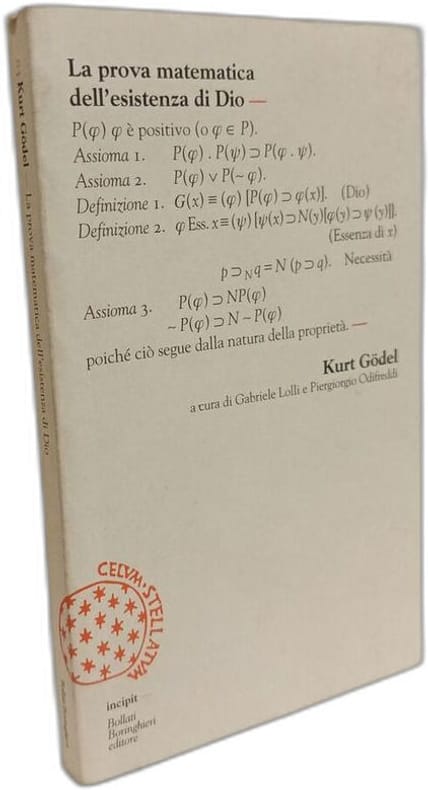 La prova matematica
dell'esistenza di Dio —
P(φ) φ è positivo (o φ ∈ P).
Assioma 1. P(φ) . P(ψ) ⊃ P(φ . ψ).
Assioma 2. P(φ) ∨ P(~ φ).
Definizione 1. G(x) ≡ (φ) [P(φ) ⊃ φ(x)]. (Dio)
Definizione 2. φ Ess. x ≡ (ψ) [ψ(x) ⊃ N(y)[φ(y) ⊃ ψ(y)]].
(Essenza di x)
p ⊃N q = N (p ⊃ q). Necessità
Assioma 3. P(φ) ⊃ NP(φ)
~ P(φ) ⊃ N ~ P(φ)
poiché ciò segue dalla natura della proprietà. —
Kurt Gödel
a cura di Gabriele Lolli e Piergiorgio Odifreddi
CELVM·STELLATVM
incipit —
Bollati
Boringhieri
editore
Kurt Gödel La prova matematica dell'esistenza di Dio